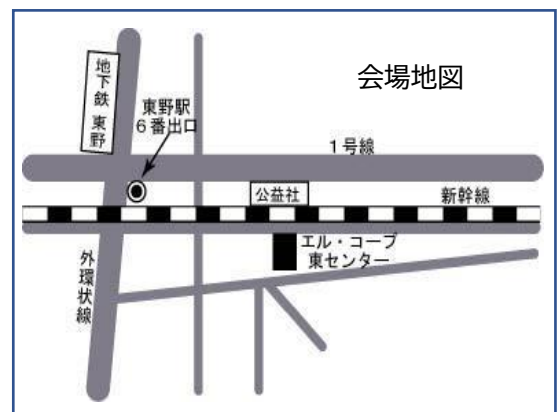 会場地図
地下鉄 東野
東野駅
6番出口
1号線
公益社
新幹線
エル・コープ
東センター
外環状線